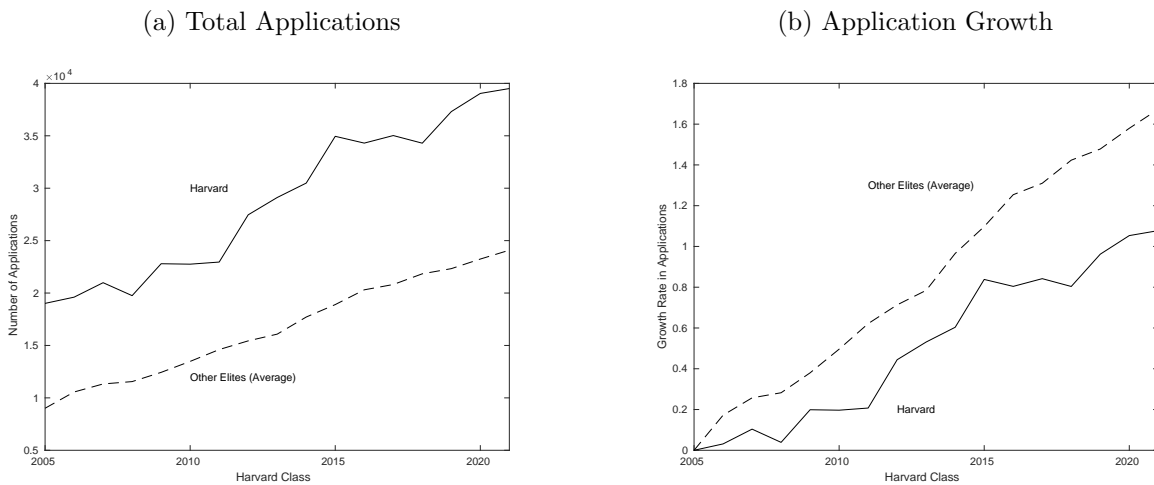 (a) Total Applications
×10⁴
4
3.5
3
2.5
2
1.5
1
0.5
Number of Applications
Harvard
Other Elites (Average)
2005 2010 2015 2020
Harvard Class
(b) Application Growth
1.8
1.6
1.4
1.2
1
0.8
0.6
0.4
0.2
0
Growth Rate in Applications
Other Elites (Average)
Harvard
2005 2010 2015 2020
Harvard Class